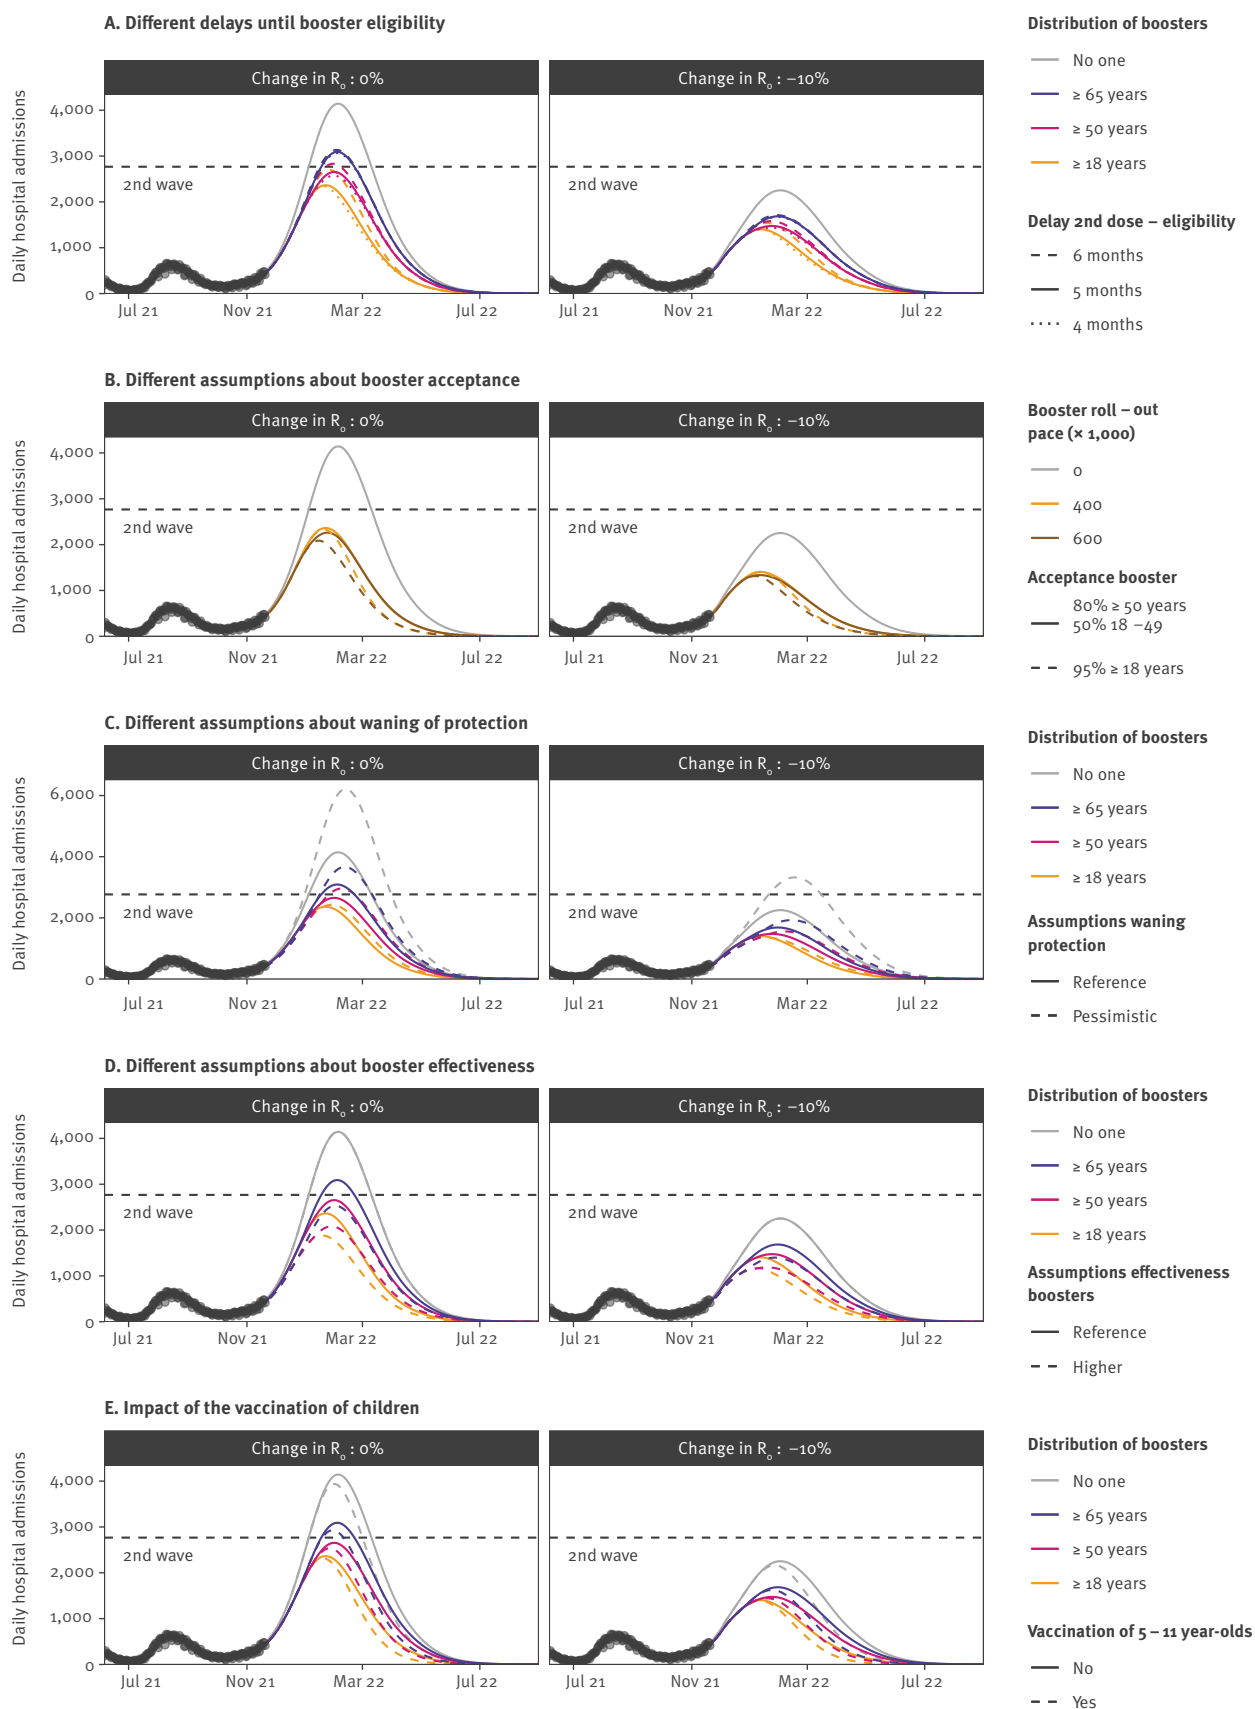 A. Different delays until booster eligibility
Change in R₀ : 0%
Change in R₀ : −10%
Daily hospital admissions
4,000
3,000
2,000
1,000
0
2nd wave
2nd wave
Jul 21
Nov 21
Mar 22
Jul 22
Jul 21
Nov 21
Mar 22
Jul 22
Distribution of boosters
No one
≥ 65 years
≥ 50 years
≥ 18 years
Delay 2nd dose – eligibility
6 months
5 months
4 months
B. Different assumptions about booster acceptance
Change in R₀ : 0%
Change in R₀ : −10%
Daily hospital admissions
4,000
3,000
2,000
1,000
0
2nd wave
2nd wave
Jul 21
Nov 21
Mar 22
Jul 22
Jul 21
Nov 21
Mar 22
Jul 22
Booster roll – out
pace (× 1,000)
0
400
600
Acceptance booster
80% ≥ 50 years
50% 18 –49
95% ≥ 18 years
C. Different assumptions about waning of protection
Change in R₀ : 0%
Change in R₀ : −10%
Daily hospital admissions
6,000
4,000
2,000
0
2nd wave
2nd wave
Jul 21
Nov 21
Mar 22
Jul 22
Jul 21
Nov 21
Mar 22
Jul 22
Distribution of boosters
No one
≥ 65 years
≥ 50 years
≥ 18 years
Assumptions waning
protection
Reference
Pessimistic
D. Different assumptions about booster effectiveness
Change in R₀ : 0%
Change in R₀ : −10%
Daily hospital admissions
4,000
3,000
2,000
1,000
0
2nd wave
2nd wave
Jul 21
Nov 21
Mar 22
Jul 22
Jul 21
Nov 21
Mar 22
Jul 22
Distribution of boosters
No one
≥ 65 years
≥ 50 years
≥ 18 years
Assumptions effectiveness
boosters
Reference
Higher
E. Impact of the vaccination of children
Change in R₀ : 0%
Change in R₀ : −10%
Daily hospital admissions
4,000
3,000
2,000
1,000
0
2nd wave
2nd wave
Jul 21
Nov 21
Mar 22
Jul 22
Jul 21
Nov 21
Mar 22
Jul 22
Distribution of boosters
No one
≥ 65 years
≥ 50 years
≥ 18 years
Vaccination of 5 – 11 year-olds
No
Yes